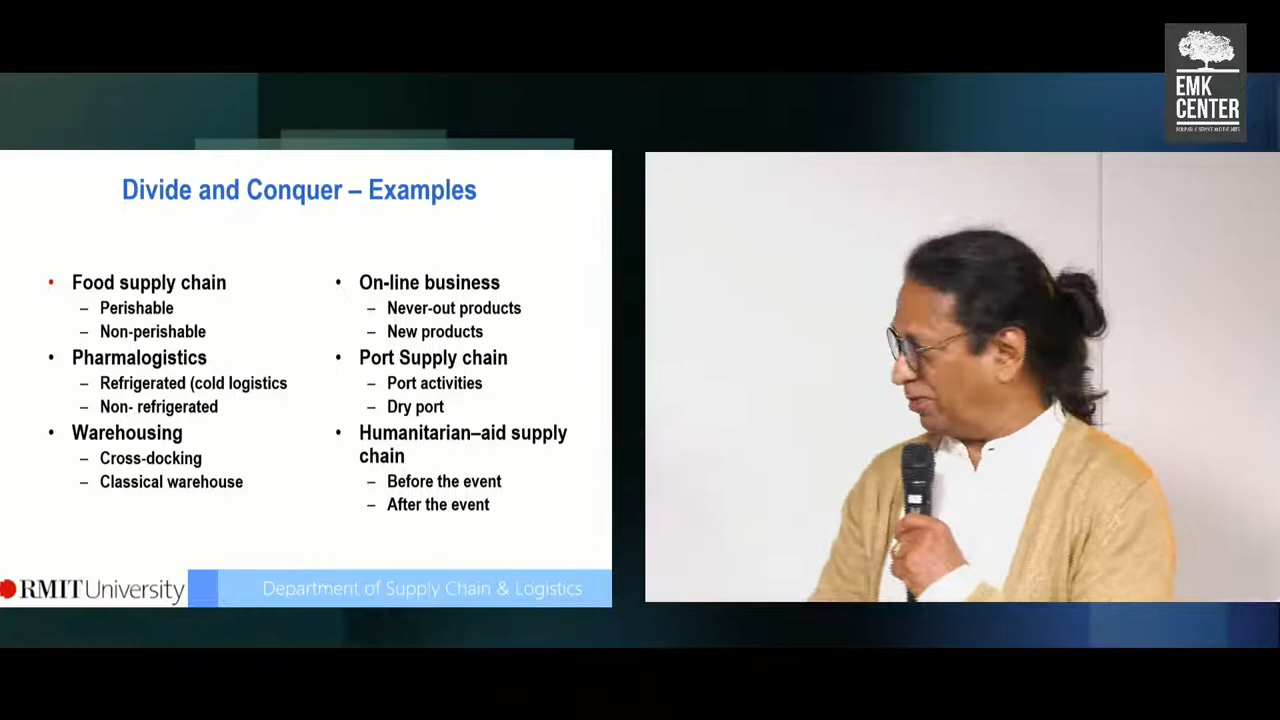 Divide and Conquer – Examples
• Food supply chain
– Perishable
– Non-perishable
• Pharmalogistics
– Refrigerated (cold logistics
– Non- refrigerated
• Warehousing
– Cross-docking
– Classical warehouse
• On-line business
– Never-out products
– New products
• Port Supply chain
– Port activities
– Dry port
• Humanitarian–aid supply
chain
– Before the event
– After the event
RMIT University
Department of Supply Chain & Logistics
EMK
CENTER